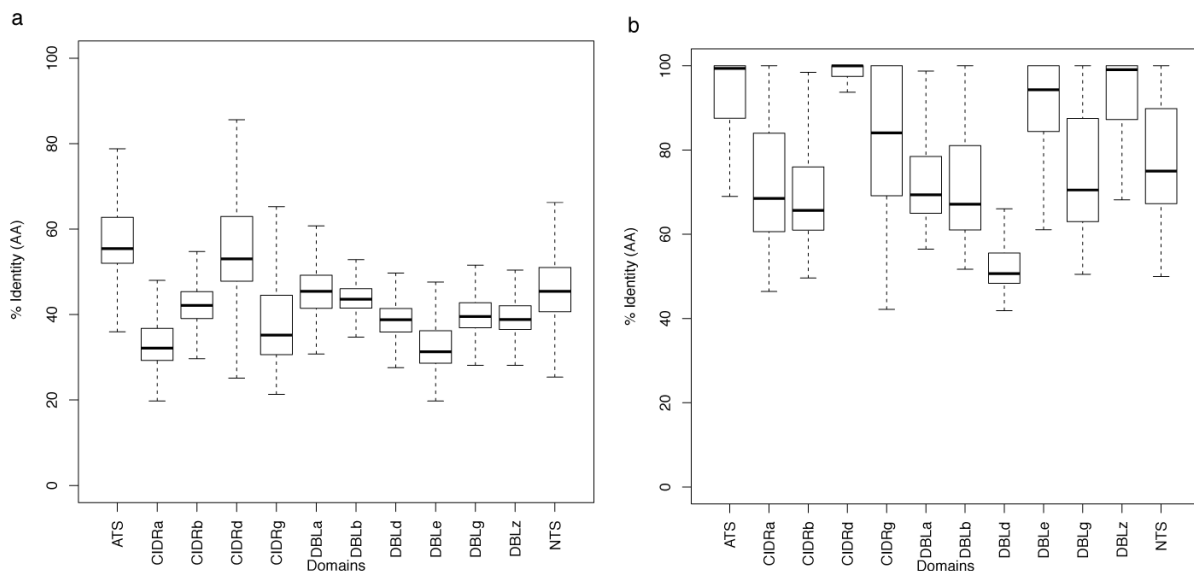 a
% Identity (AA)
100
80
60
40
20
0
ATS
CIDRa
CIDRb
CIDRd
CIDRg
DBLa
DBLb
DBLd
DBLe
DBLg
DBLz
NTS
Domains
b
% Identity (AA)
100
80
60
40
20
0
ATS
CIDRa
CIDRb
CIDRd
CIDRg
DBLa
DBLb
DBLd
DBLe
DBLg
DBLz
NTS
Domains